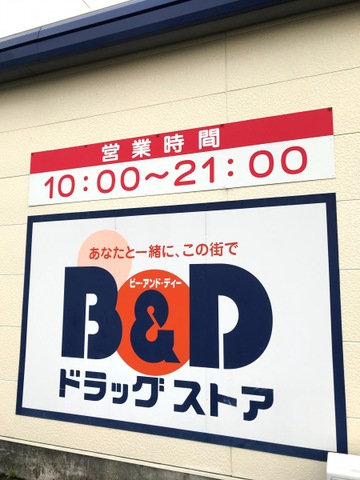 営業時間
10:00～21:00
あなたと一緒に、この街で
ビー・アンド・ディー
B&D
ドラッグストア